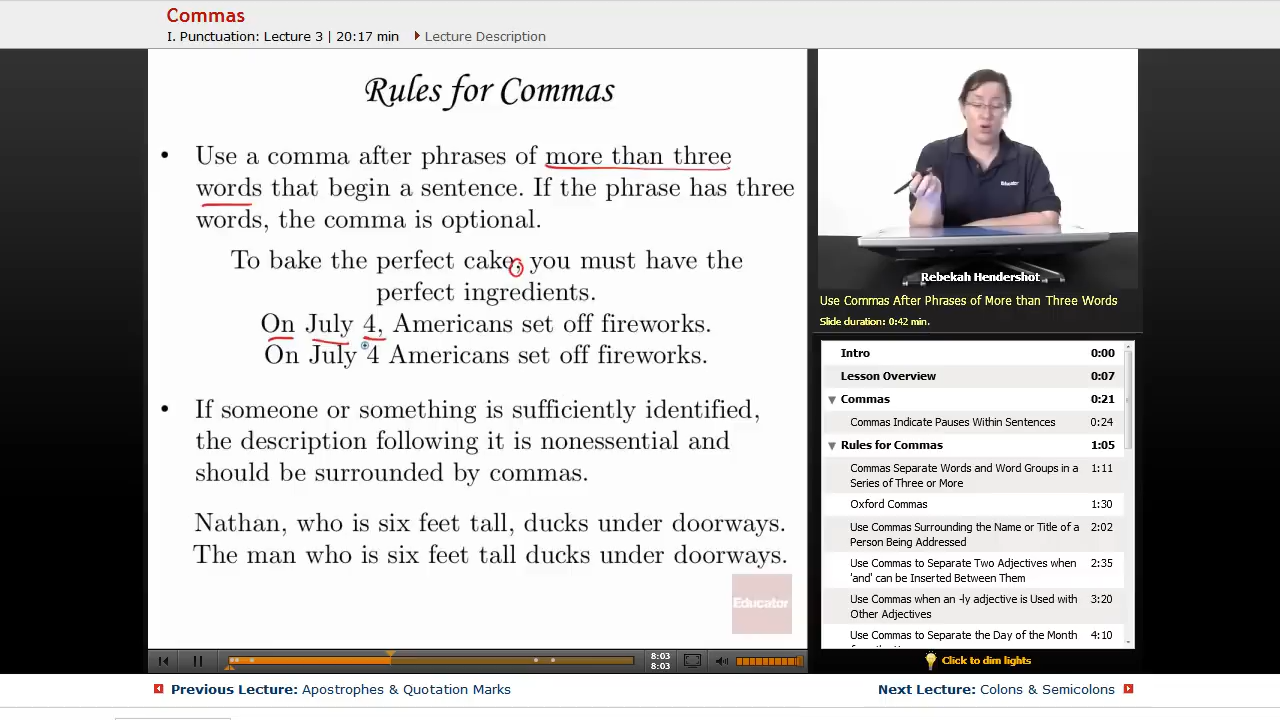 Commas
I. Punctuation: Lecture 3 | 20:17 min
Lecture Description
Rules for Commas
• Use a comma after phrases of more than three
words that begin a sentence. If the phrase has three
words, the comma is optional.
To bake the perfect cake, you must have the
perfect ingredients.
On July 4, Americans set off fireworks.
On July 4 Americans set off fireworks.
• If someone or something is sufficiently identified,
the description following it is nonessential and
should be surrounded by commas.
Nathan, who is six feet tall, ducks under doorways.
The man who is six feet tall ducks under doorways.
Educator
Educator
Rebekah Hendershot
Use Commas After Phrases of More than Three Words
Slide duration: 0:42 min.
Intro 0:00
Lesson Overview 0:07
Commas 0:21
Commas Indicate Pauses Within Sentences 0:24
Rules for Commas 1:05
Commas Separate Words and Word Groups in a 1:11
Series of Three or More
Oxford Commas 1:30
Use Commas Surrounding the Name or Title of a 2:02
Person Being Addressed
Use Commas to Separate Two Adjectives when 2:35
'and' can be Inserted Between Them
Use Commas when an -ly adjective is Used with 3:20
Other Adjectives
Use Commas to Separate the Day of the Month 4:10
8:03
8:03
Click to dim lights
Previous Lecture: Apostrophes & Quotation Marks
Next Lecture: Colons & Semicolons